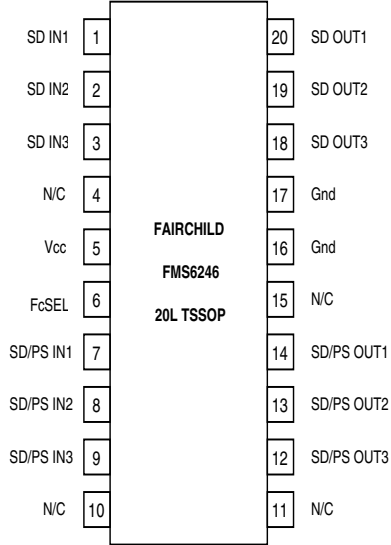 SD IN1 1 20 SD OUT1
SD IN2 2 19 SD OUT2
SD IN3 3 18 SD OUT3
N/C 4 17 Gnd
Vcc 5 16 Gnd
FAIRCHILD
FMS6246
20L TSSOP
FcSEL 6 15 N/C
SD/PS IN1 7 14 SD/PS OUT1
SD/PS IN2 8 13 SD/PS OUT2
SD/PS IN3 9 12 SD/PS OUT3
N/C 10 11 N/C